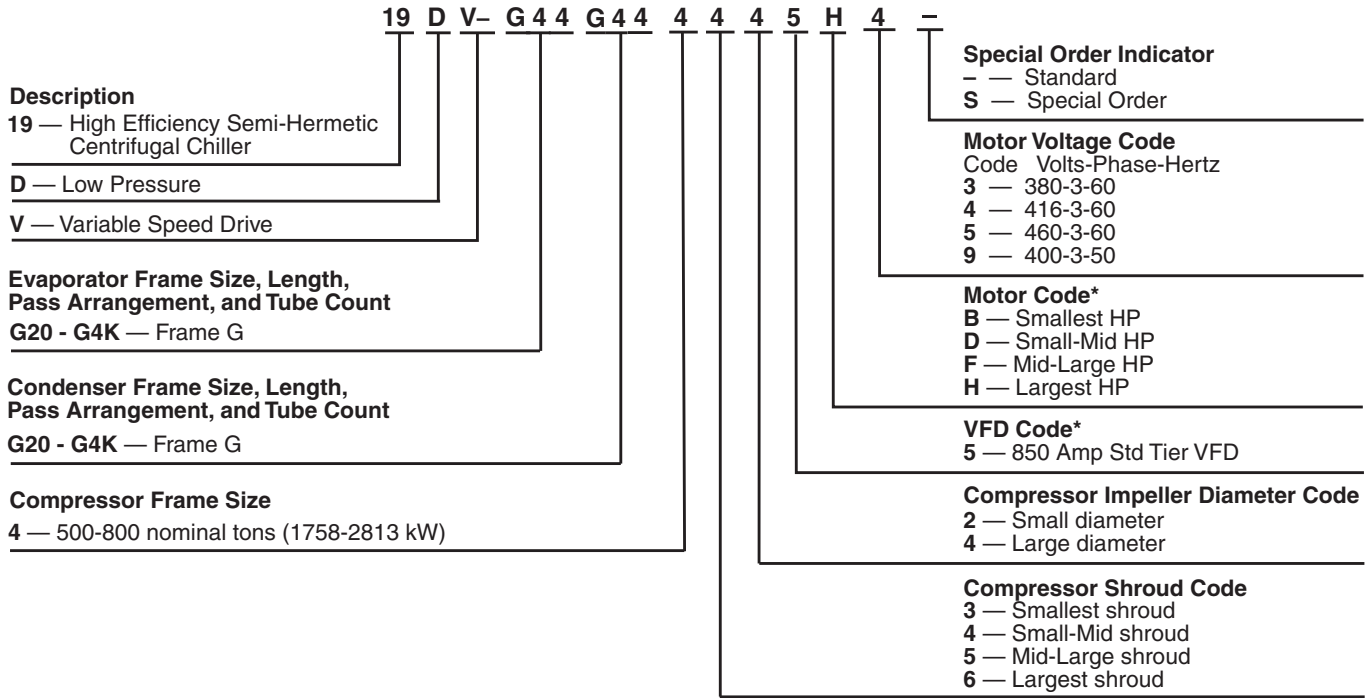 19 D V– G 4 4 G 4 4 4 4 4 5 H 4 –
Description
19 — High Efficiency Semi-Hermetic
Centrifugal Chiller
D — Low Pressure
V — Variable Speed Drive
Evaporator Frame Size, Length,
Pass Arrangement, and Tube Count
G20 - G4K — Frame G
Condenser Frame Size, Length,
Pass Arrangement, and Tube Count
G20 - G4K — Frame G
Compressor Frame Size
4 — 500-800 nominal tons (1758-2813 kW)
Special Order Indicator
– — Standard
S — Special Order
Motor Voltage Code
Code Volts-Phase-Hertz
3 — 380-3-60
4 — 416-3-60
5 — 460-3-60
9 — 400-3-50
Motor Code*
B — Smallest HP
D — Small-Mid HP
F — Mid-Large HP
H — Largest HP
VFD Code*
5 — 850 Amp Std Tier VFD
Compressor Impeller Diameter Code
2 — Small diameter
4 — Large diameter
Compressor Shroud Code
3 — Smallest shroud
4 — Small-Mid shroud
5 — Mid-Large shroud
6 — Largest shroud